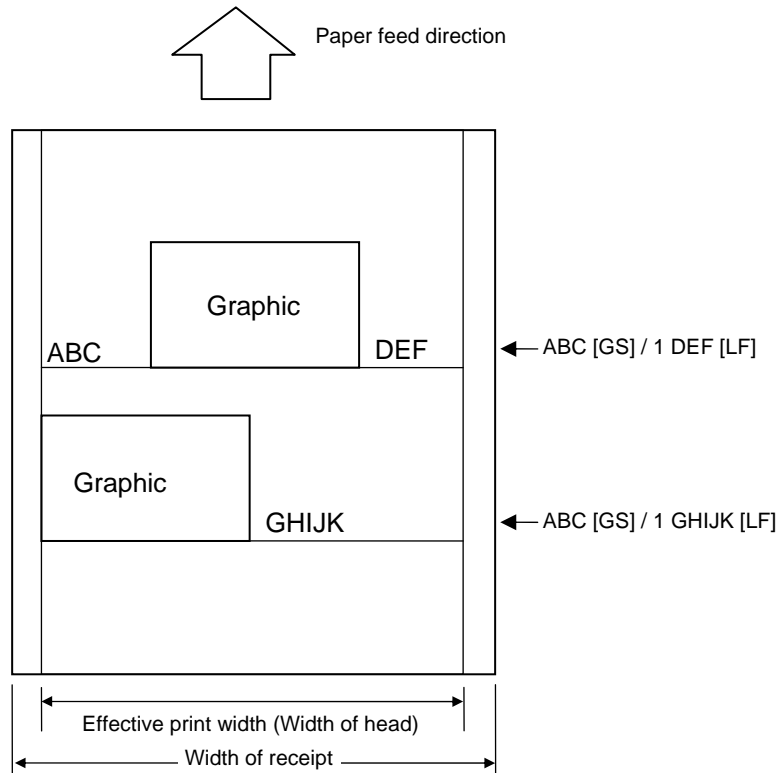 Paper feed direction
Graphic
ABC
DEF
ABC [GS] / 1 DEF [LF]
Graphic
GHIJK
ABC [GS] / 1 GHIJK [LF]
Effective print width (Width of head)
Width of receipt